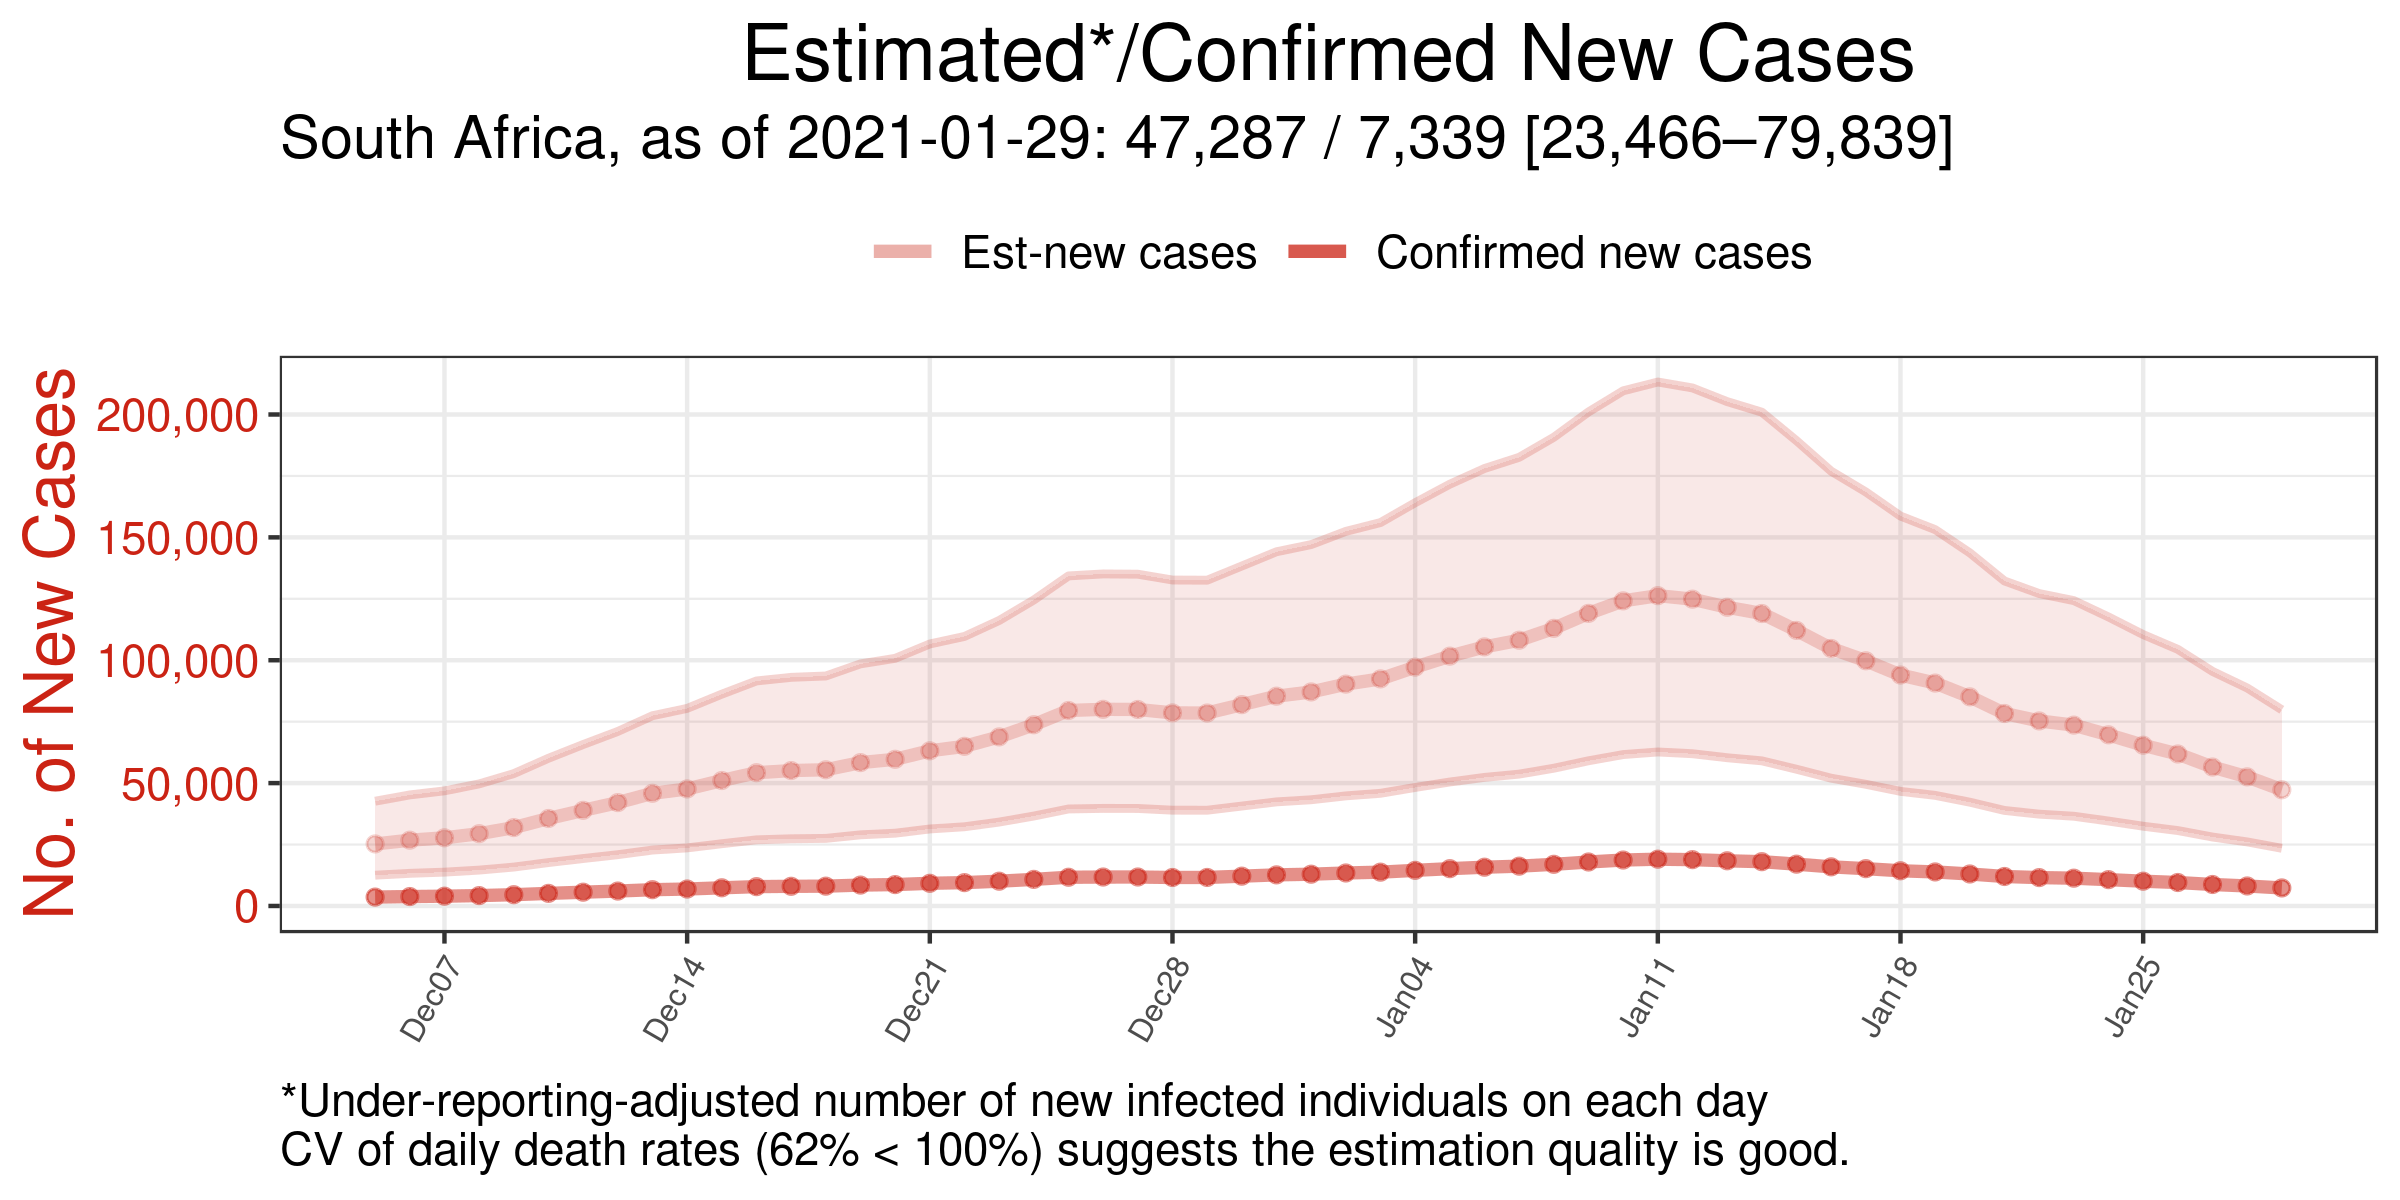 Estimated*/Confirmed New Cases
South Africa, as of 2021-01-29: 47,287 / 7,339 [23,466–79,839]
Est-new cases
Confirmed new cases
No. of New Cases
200,000
150,000
100,000
50,000
0
Dec07
Dec14
Dec21
Dec28
Jan04
Jan11
Jan18
Jan25
*Under-reporting-adjusted number of new infected individuals on each day
CV of daily death rates (62% < 100%) suggests the estimation quality is good.